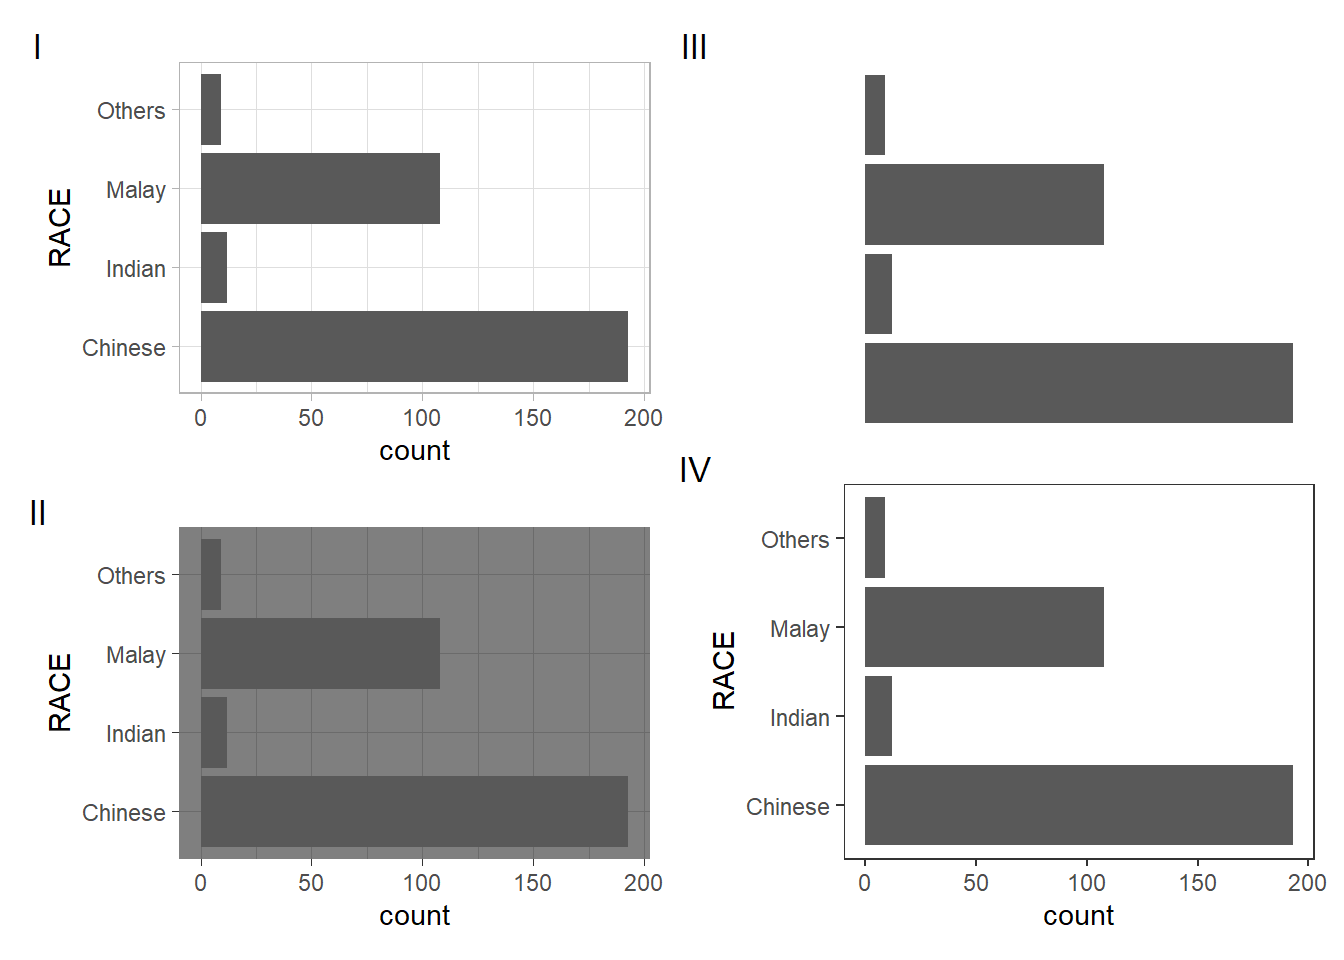 I
Others
Malay
Indian
Chinese
RACE
0 50 100 150 200
count
II
Others
Malay
Indian
Chinese
RACE
0 50 100 150 200
count
III
IV
Others
Malay
Indian
Chinese
RACE
0 50 100 150 200
count